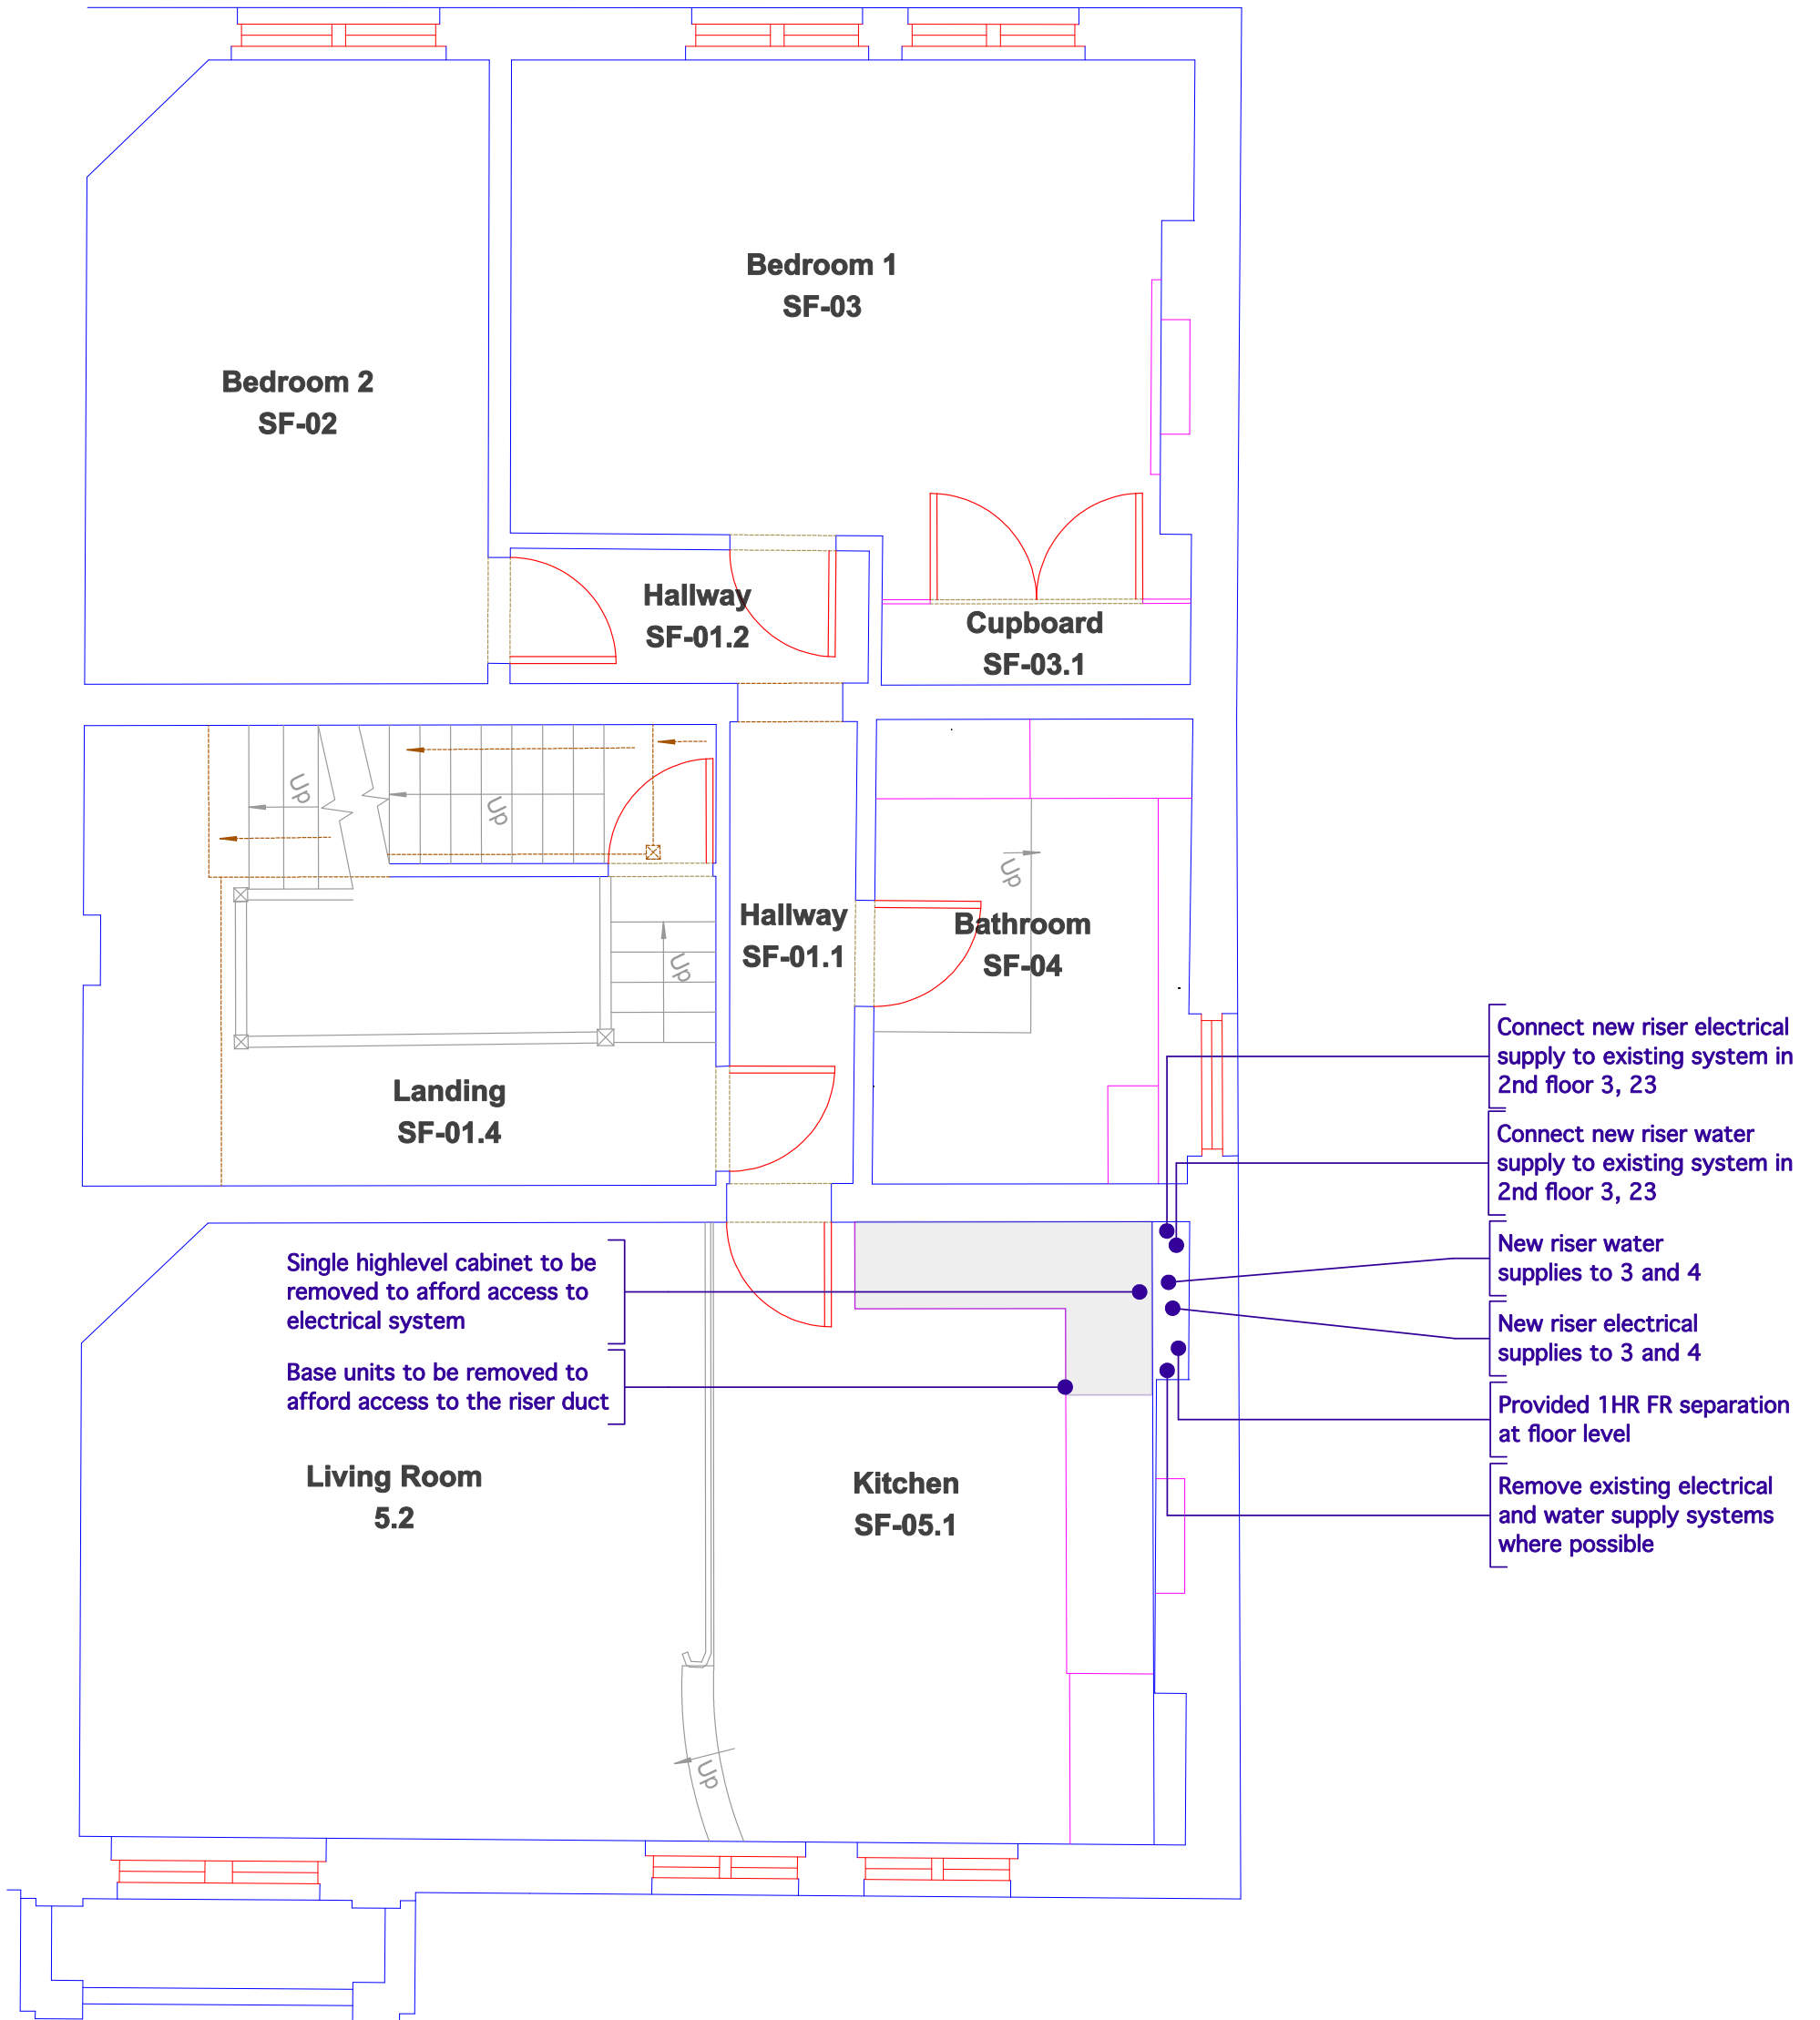 Bedroom 1
SF-03
Bedroom 2
SF-02
Hallway
SF-01.2
Cupboard
SF-03.1
Up
Up
Up
Up
Hallway
SF-01.1
Bathroom
SF-04
Landing
SF-01.4
Connect new riser electrical
supply to existing system in
2nd floor 3, 23
Connect new riser water
supply to existing system in
2nd floor 3, 23
New riser water
supplies to 3 and 4
New riser electrical
supplies to 3 and 4
Provided 1HR FR separation
at floor level
Remove existing electrical
and water supply systems
where possible
Single highlevel cabinet to be
removed to afford access to
electrical system
Base units to be removed to
afford access to the riser duct
Living Room
5.2
Kitchen
SF-05.1
Up